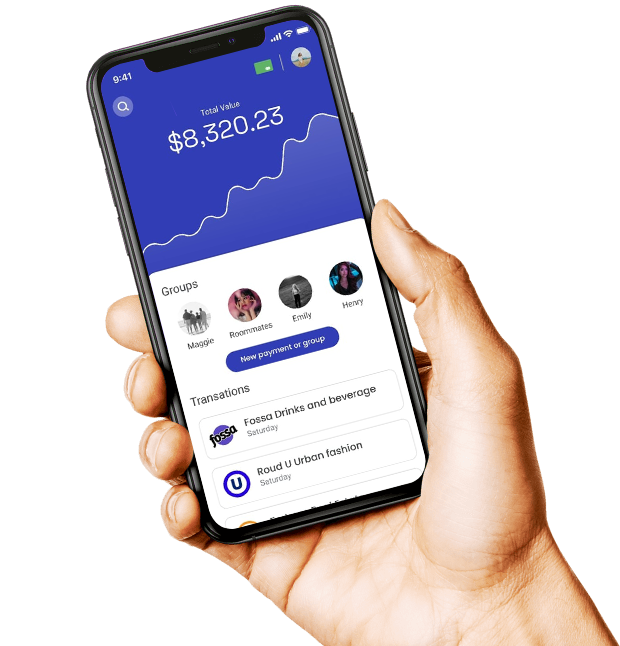 9:41
Total Value
$8,320.23
Groups
Maggie
Roommates
Emily
Henry
New payment or group
Transations
fossa
Fossa Drinks and beverage
Saturday
U
Roud U Urban fashion
Saturday